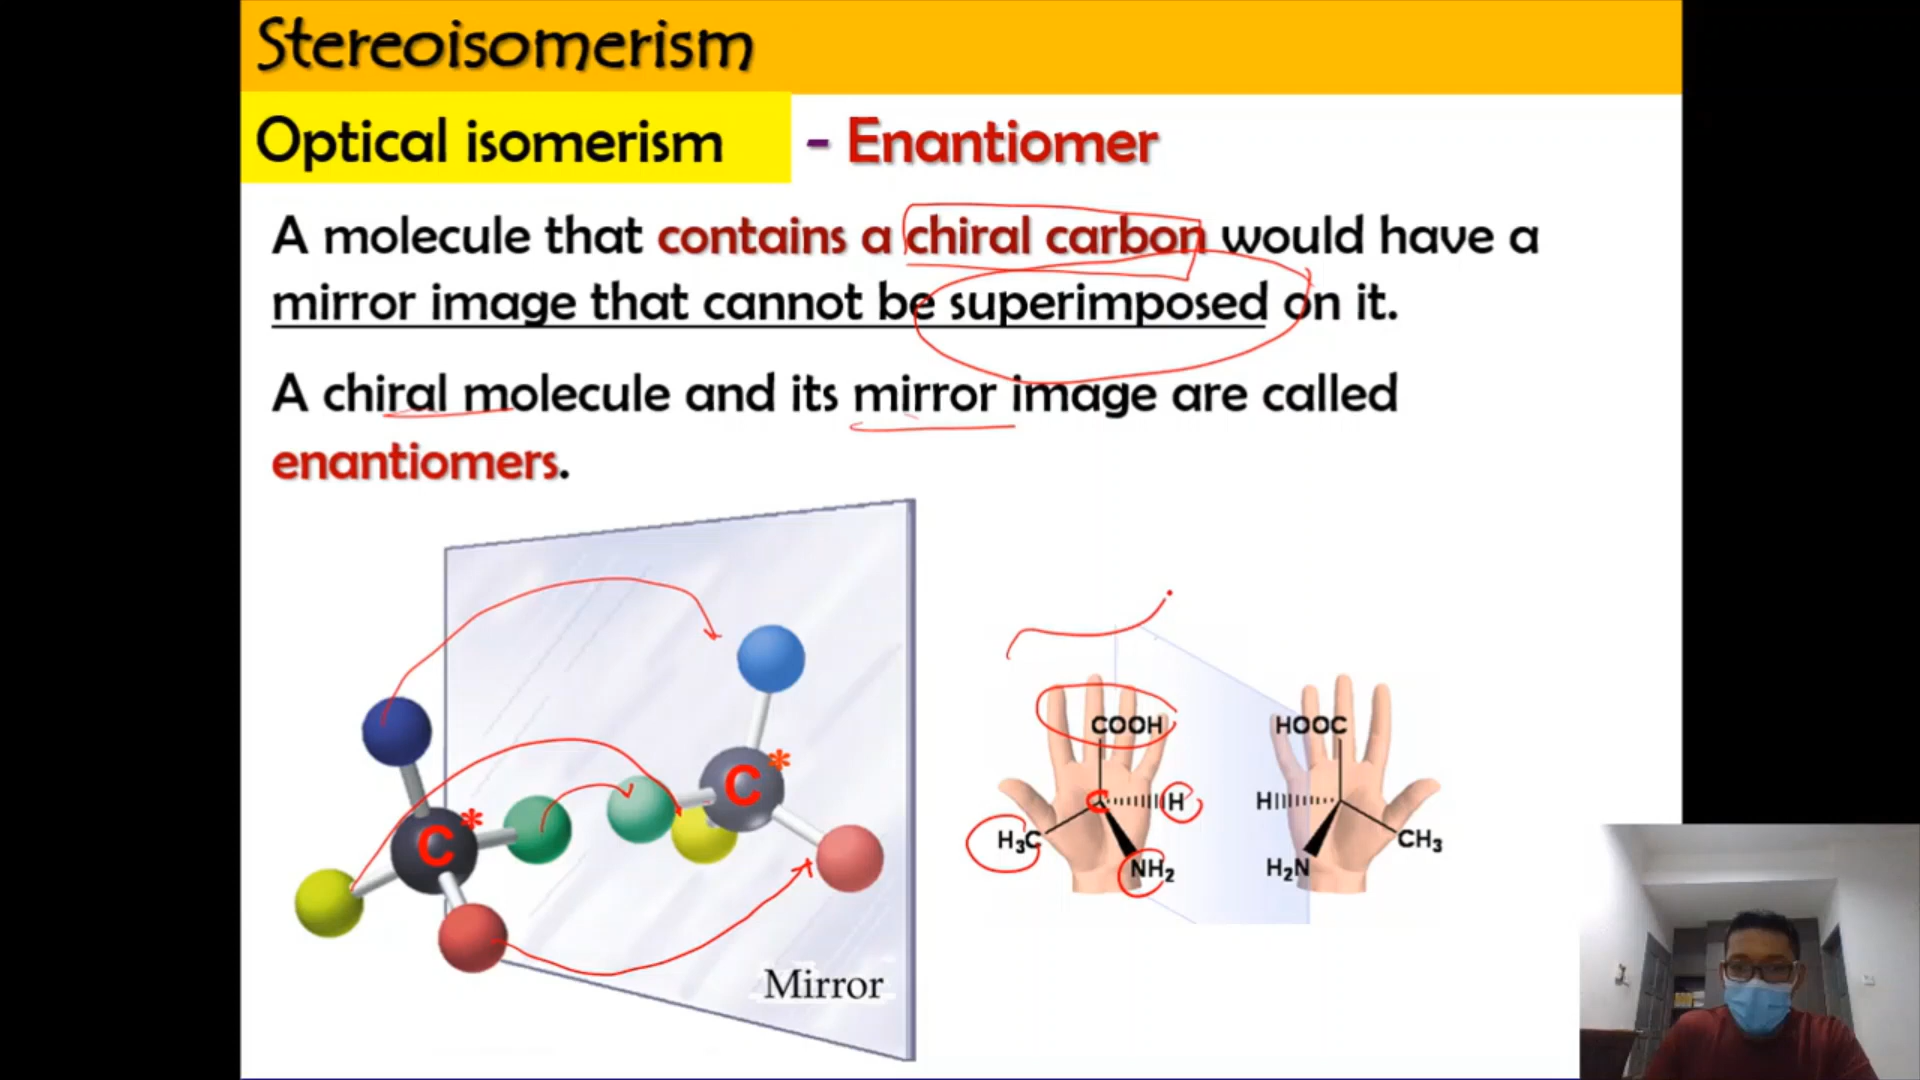 Stereoisomerism
Optical isomerism - Enantiomer
A molecule that contains a chiral carbon would have a
mirror image that cannot be superimposed on it.
A chiral molecule and its mirror image are called
enantiomers.
C*
C*
Mirror
COOH
C
H
H₃C
NH₂
HOOC
H
CH₃
H₂N